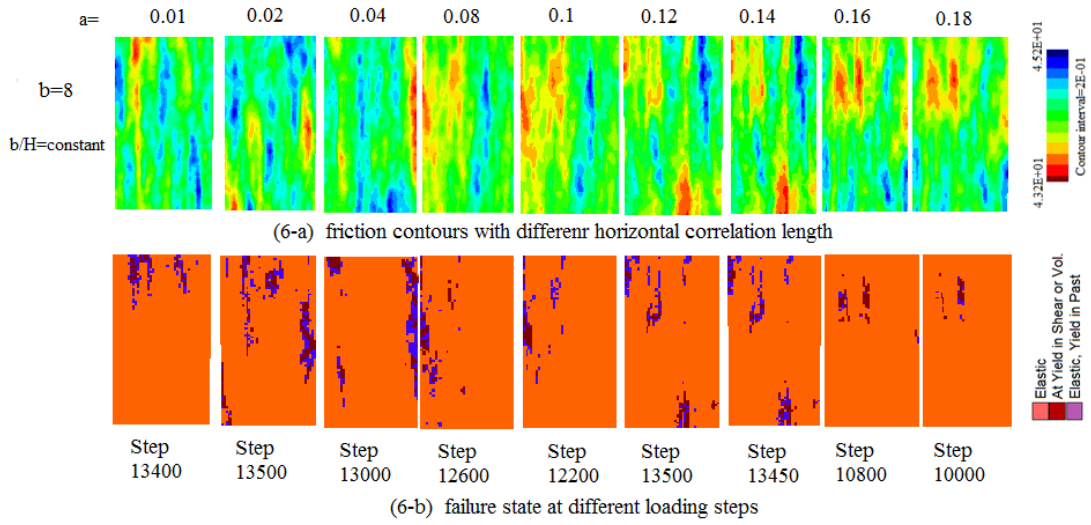 a= 0.01 0.02 0.04 0.08 0.1 0.12 0.14 0.16 0.18
b=8
b/H=constant
4.52E+01
4.32E+01
Contour interval=2E-01
(6-a) friction contours with differenr horizontal correlation length
Elastic
At Yield in Shear or Vol.
Elastic, Yield in Past
Step Step Step Step Step Step Step Step Step
13400 13500 13000 12600 12200 13500 13450 10800 10000
(6-b) failure state at different loading steps